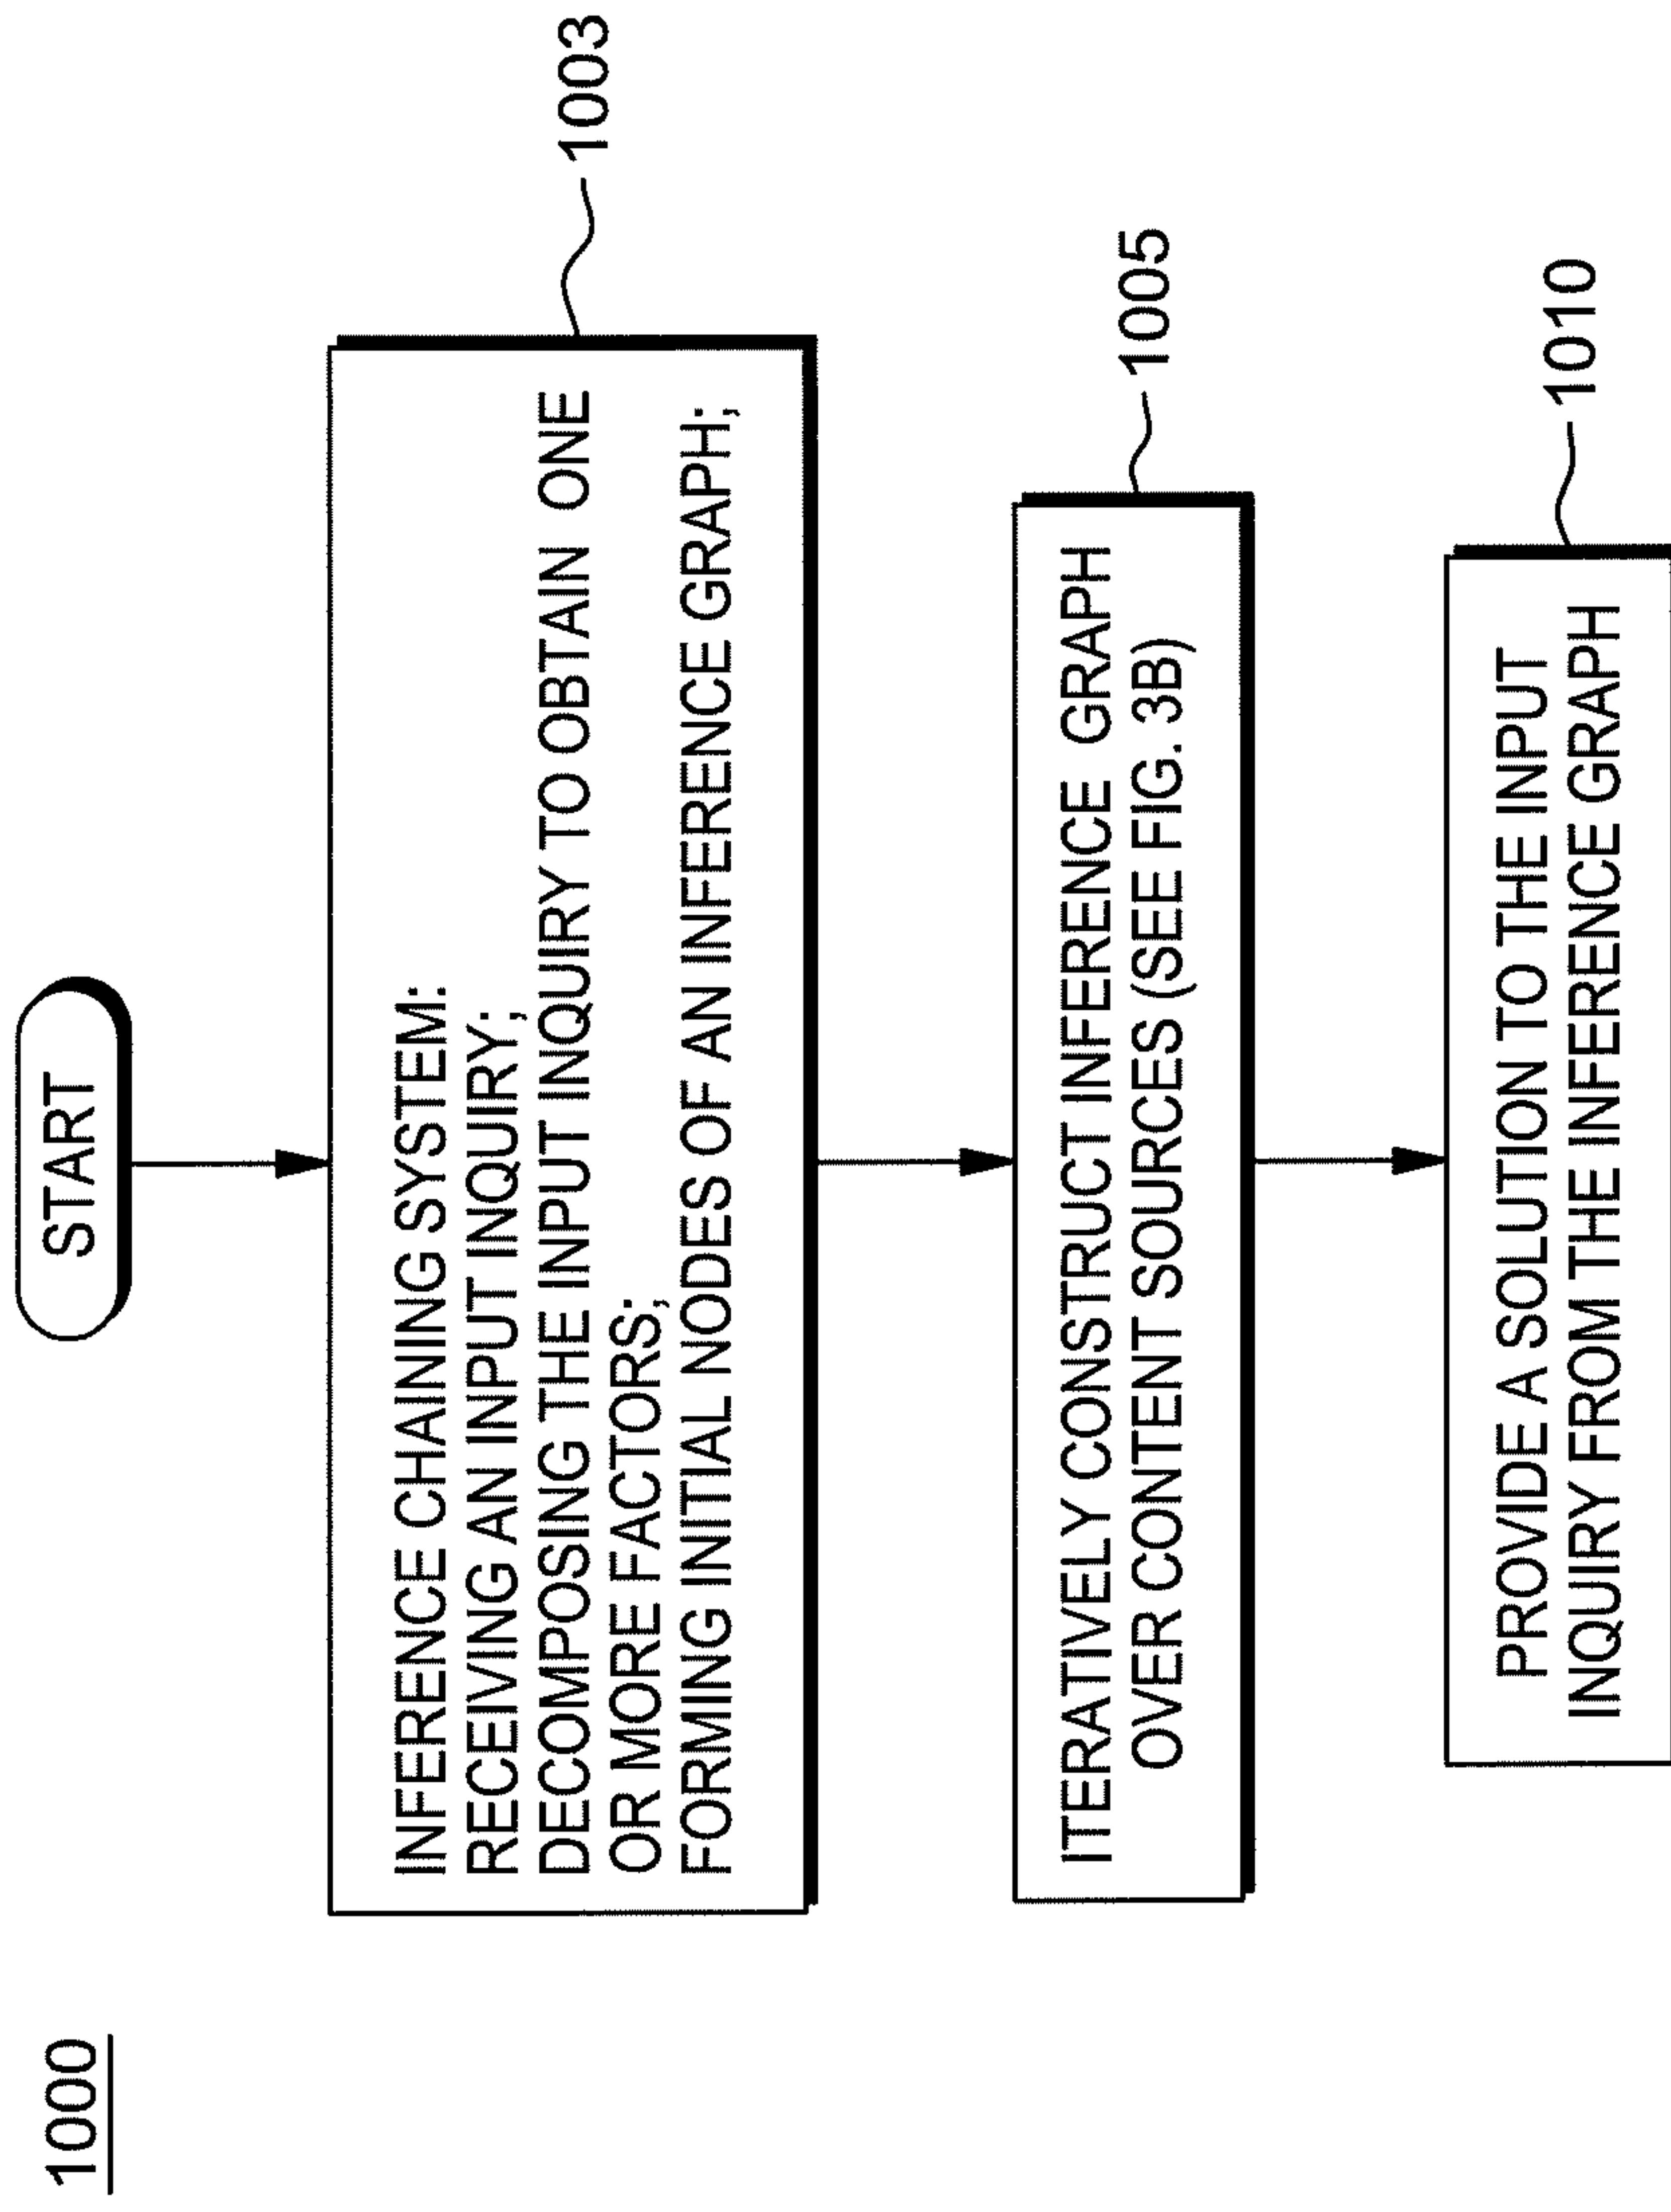 1000
START
INFERENCE CHAINING SYSTEM:
RECEIVING AN INPUT INQUIRY;
DECOMPOSING THE INPUT INQUIRY TO OBTAIN ONE
OR MORE FACTORS;
FORMING INITIAL NODES OF AN INFERENCE GRAPH;
1003
ITERATIVELY CONSTRUCT INFERENCE GRAPH
OVER CONTENT SOURCES (SEE FIG. 3B)
1005
PROVIDE A SOLUTION TO THE INPUT
INQUIRY FROM THE INFERENCE GRAPH
1010